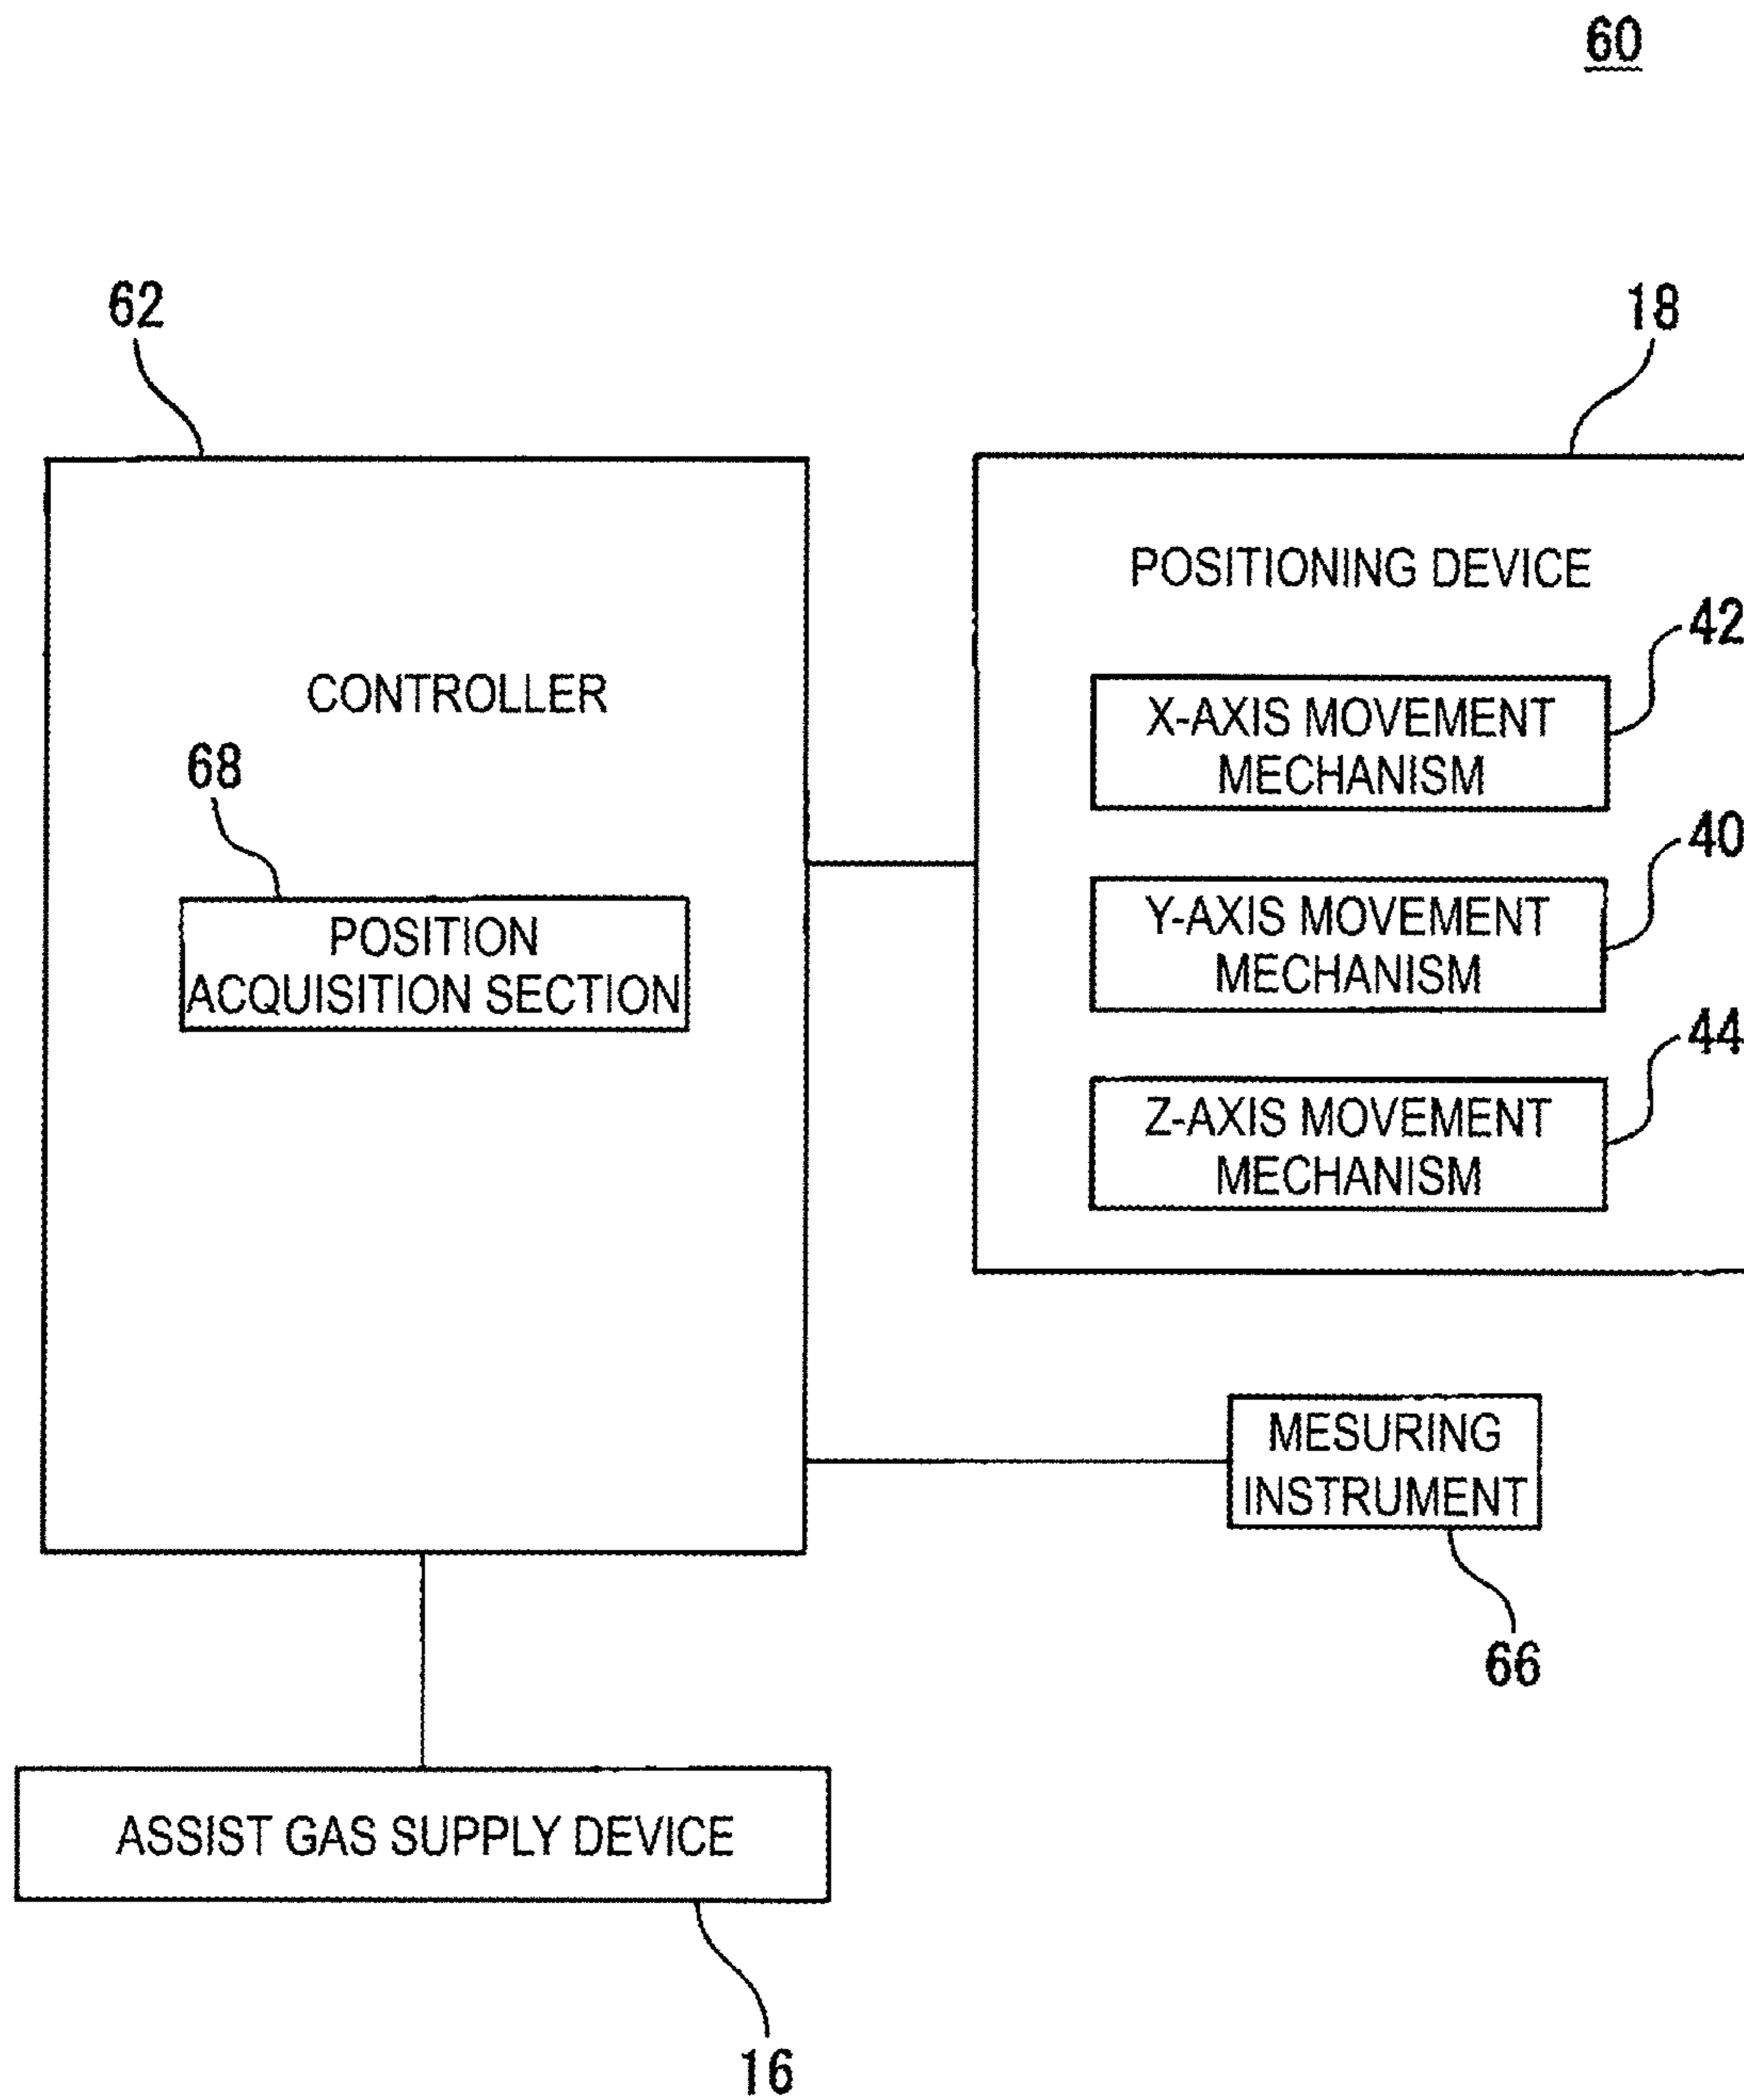 60
62
18
POSITIONING DEVICE
42
CONTROLLER
X-AXIS MOVEMENT
MECHANISM
68
40
POSITION
ACQUISITION SECTION
Y-AXIS MOVEMENT
MECHANISM
44
Z-AXIS MOVEMENT
MECHANISM
MESURING
INSTRUMENT
66
ASSIST GAS SUPPLY DEVICE
16